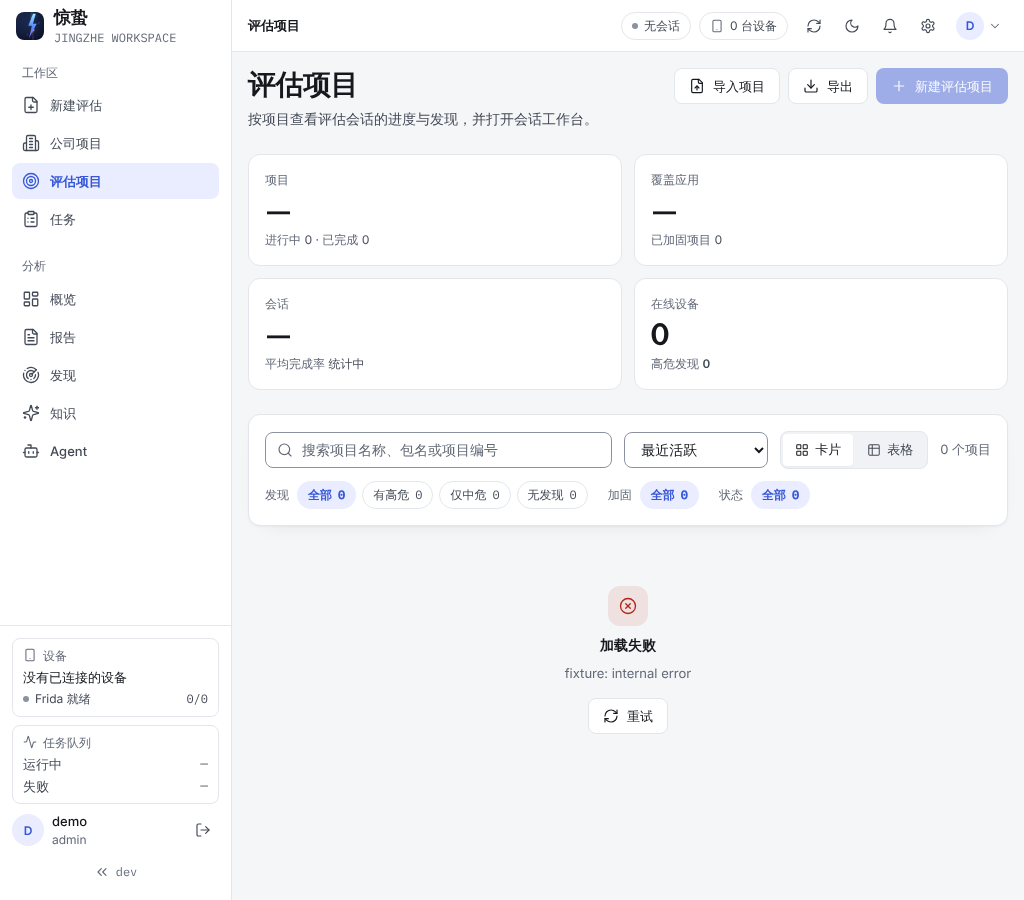 惊蛰
JINGZHE WORKSPACE
工作区
新建评估
公司项目
评估项目
任务
分析
概览
报告
发现
知识
Agent
设备
没有已连接的设备
Frida 就绪 0/0
任务队列
运行中 —
失败 —
D demo
admin
dev
评估项目 无会话 0 台设备 D
评估项目 导入项目 导出 新建评估项目
按项目查看评估会话的进度与发现，并打开会话工作台。
项目
—
进行中 0 · 已完成 0
覆盖应用
—
已加固项目 0
会话
—
平均完成率 统计中
在线设备
0
高危发现 0
搜索项目名称、包名或项目编号 最近活跃 卡片 表格 0 个项目
发现 全部 0 有高危 0 仅中危 0 无发现 0 加固 全部 0 状态 全部 0
加载失败
fixture: internal error
重试